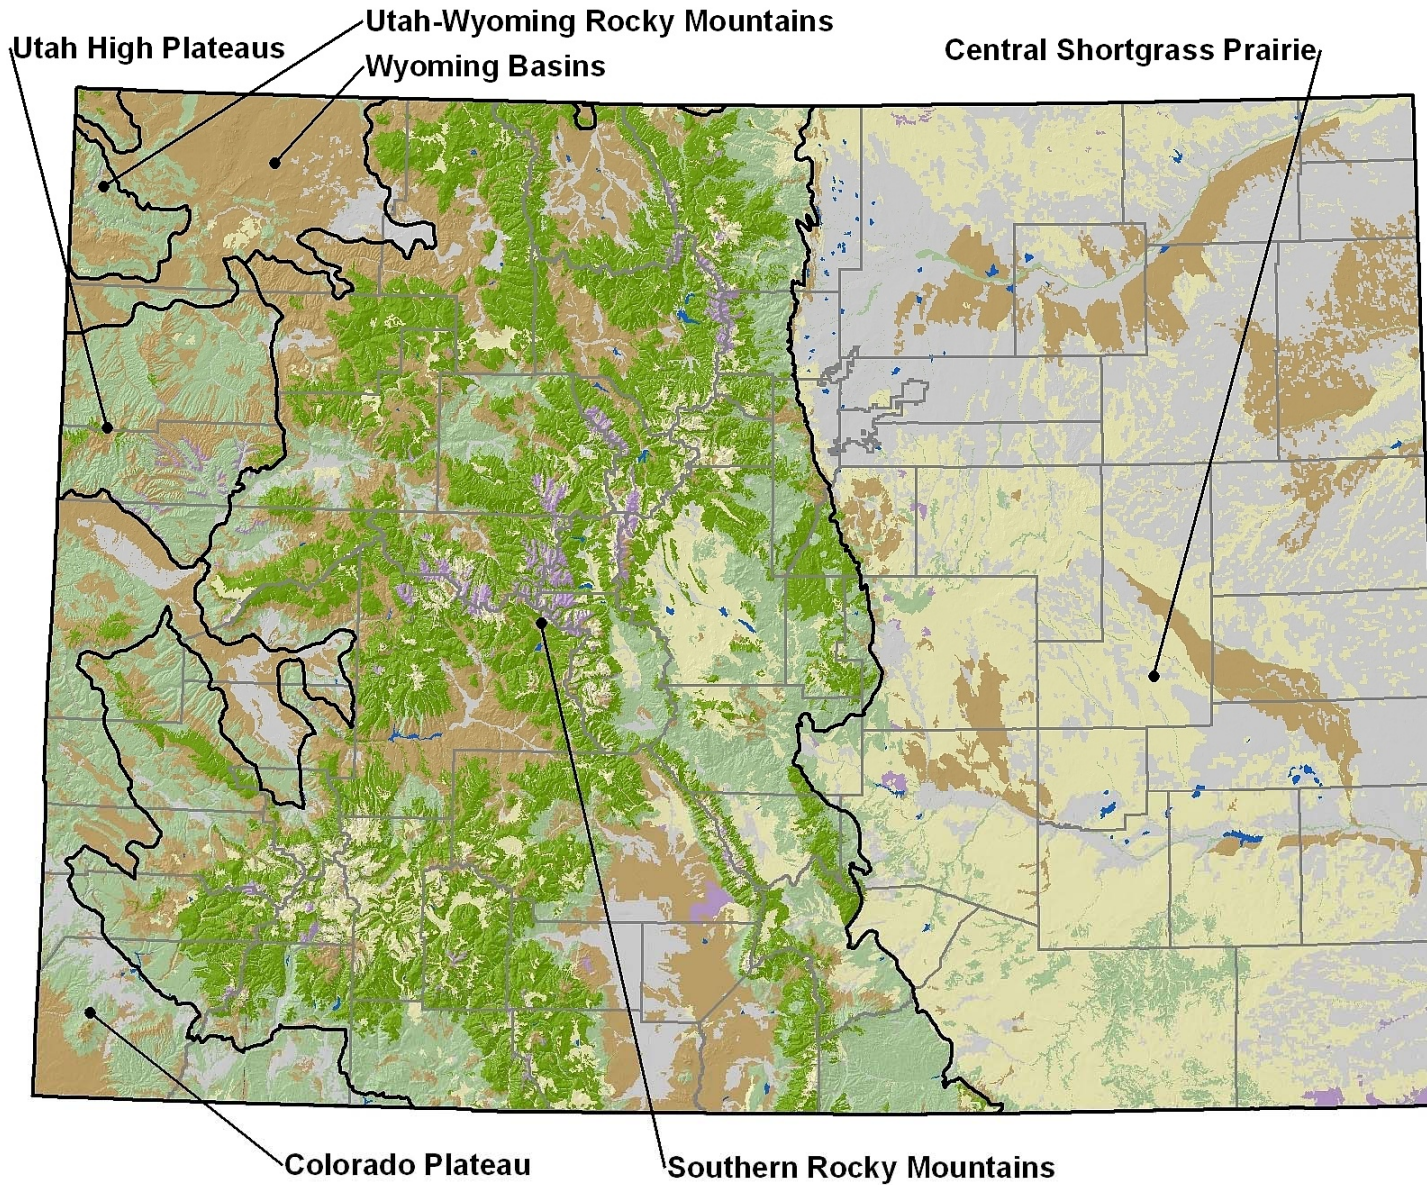 Utah-Wyoming Rocky Mountains
Utah High Plateaus
Central Shortgrass Prairie
Wyoming Basins
Colorado Plateau
Southern Rocky Mountains